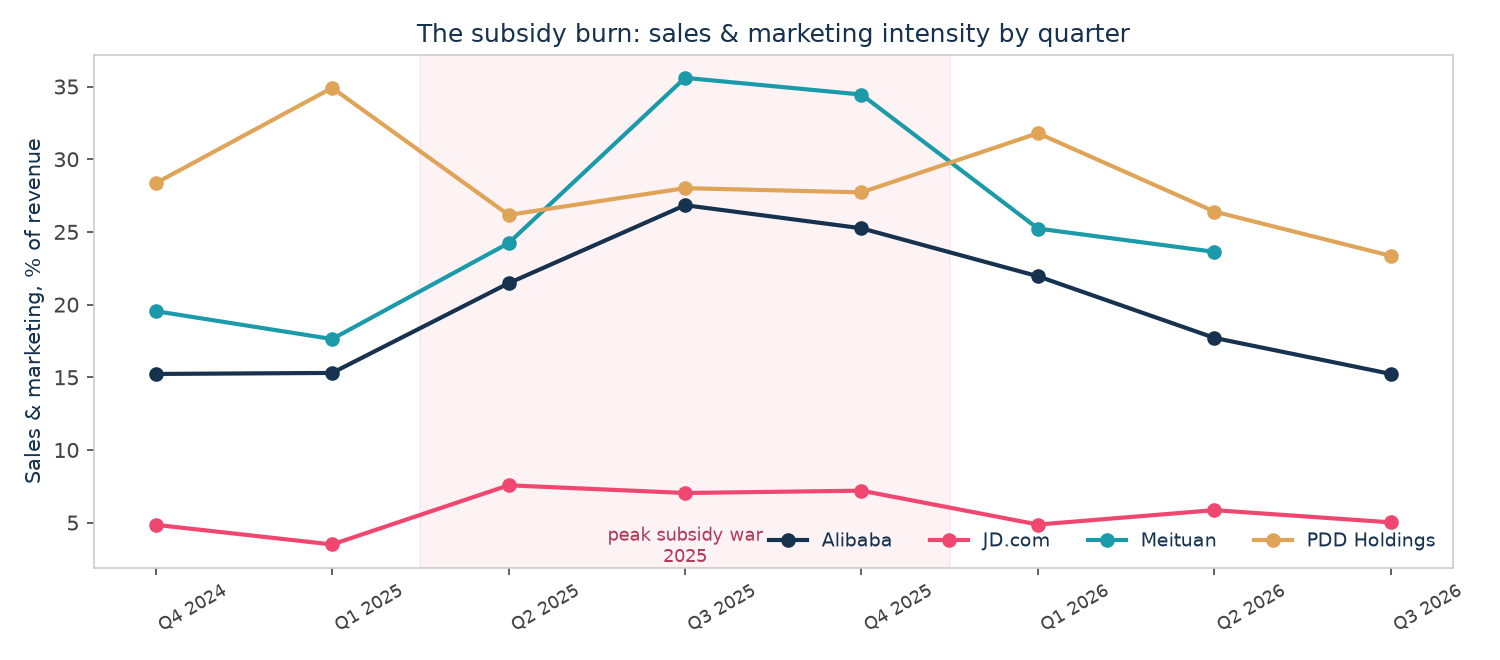 The subsidy burn: sales & marketing intensity by quarter
Sales & marketing, % of revenue
35
30
25
20
15
10
5
peak subsidy war
2025
Alibaba
JD.com
Meituan
PDD Holdings
Q4 2024
Q1 2025
Q2 2025
Q3 2025
Q4 2025
Q1 2026
Q2 2026
Q3 2026